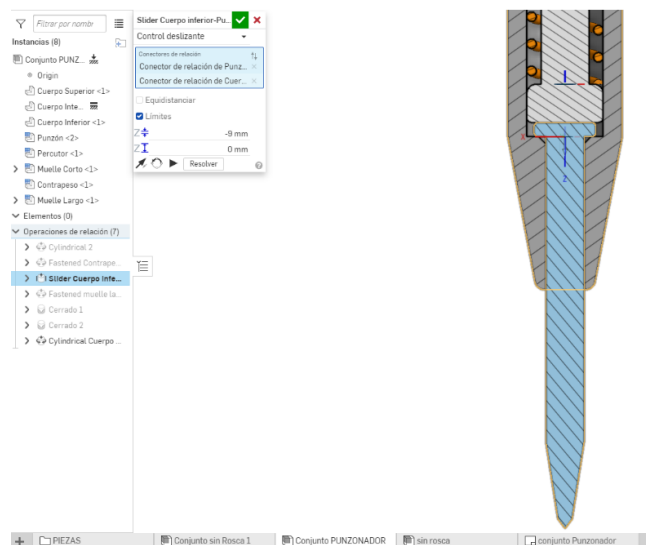 Filtrar por nombr
Instancias (8)
Conjunto PUNZ...
Origin
Cuerpo Superior <1>
Cuerpo Inte...
Cuerpo Inferior <1>
Punzón <2>
Percutor <1>
Muelle Corto <1>
Contrapeso <1>
Muelle Largo <1>
Elementos (0)
Operaciones de relación (7)
Cylindrical 2
Fastened Contrape...
Slider Cuerpo infe...
Fastened muelle la...
Cerrado 1
Cerrado 2
Cylindrical Cuerpo ...
Slider Cuerpo inferior-Pu...
Control deslizante
Conectores de relación
Conector de relación de Punz...
Conector de relación de Cuer...
Equidistanciar
Límites
Z -9 mm
Z 0 mm
Resolver
X
Z
PIEZAS
Conjunto sin Rosca 1
Conjunto PUNZONADOR
sin rosca
conjunto Punzonador